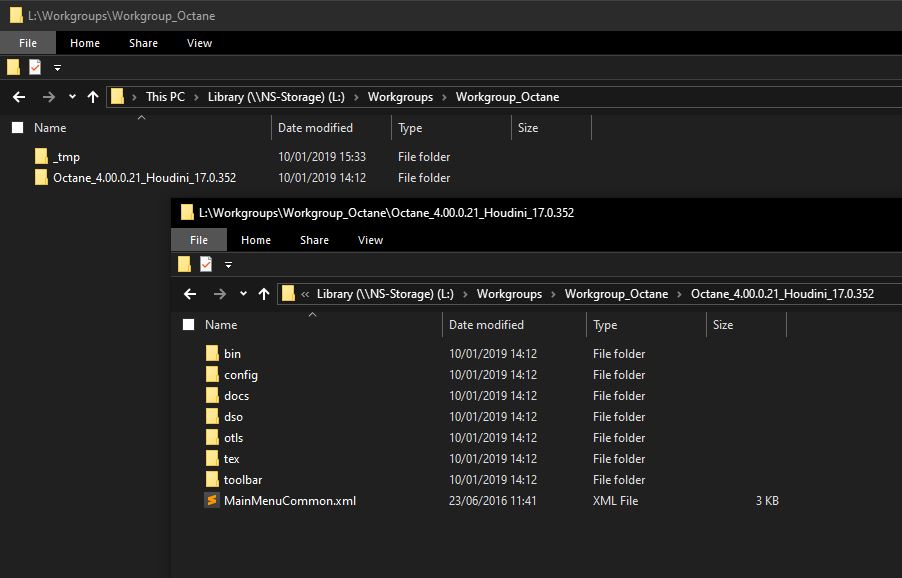 L:\Workgroups\Workgroup_Octane
File Home Share View
This PC > Library (\\NS-Storage) (L:) > Workgroups > Workgroup_Octane
Name Date modified Type Size
_tmp 10/01/2019 15:33 File folder
Octane_4.00.0.21_Houdini_17.0.352 10/01/2019 14:12 File folder
L:\Workgroups\Workgroup_Octane\Octane_4.00.0.21_Houdini_17.0.352
File Home Share View
« Library (\\NS-Storage) (L:) > Workgroups > Workgroup_Octane > Octane_4.00.0.21_Houdini_17.0.352
Name Date modified Type Size
bin 10/01/2019 14:12 File folder
config 10/01/2019 14:12 File folder
docs 10/01/2019 14:12 File folder
dso 10/01/2019 14:12 File folder
otls 10/01/2019 14:12 File folder
tex 10/01/2019 14:12 File folder
toolbar 10/01/2019 14:12 File folder
MainMenuCommon.xml 23/06/2016 11:41 XML File 3 KB